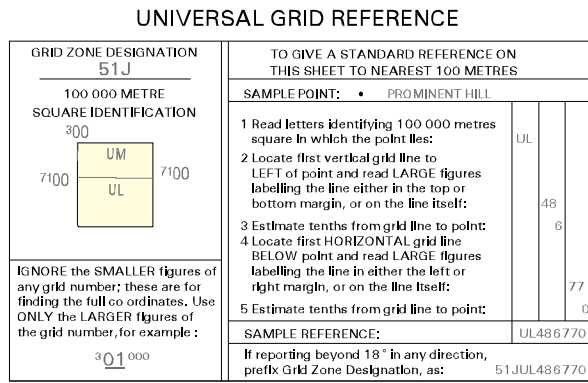 UNIVERSAL GRID REFERENCE
GRID ZONE DESIGNATION
51J
100 000 METRE
SQUARE IDENTIFICATION
300
UM
7100
7100
UL
IGNORE the SMALLER figures of
any grid number; these are for
finding the full co ordinates. Use
ONLY the LARGER figures of
the grid number, for example :
301000
TO GIVE A STANDARD REFERENCE ON
THIS SHEET TO NEAREST 100 METRES
SAMPLE POINT: • PROMINENT HILL
1 Read letters identifying 100 000 metres
square in which the point lies: UL
2 Locate first vertical grid line to
LEFT of point and read LARGE figures
labelling the line either in the top or
bottom margin, or on the line itself: 48
3 Estimate tenths from grid line to point: 6
4 Locate first HORIZONTAL grid line
BELOW point and read LARGE figures
labelling the line in either the left or
right margin, or on the line itself: 77
5 Estimate tenths from grid line to point: 0
SAMPLE REFERENCE: UL486770
If reporting beyond 18° in any direction,
prefix Grid Zone Designation, as: 51JUL486770